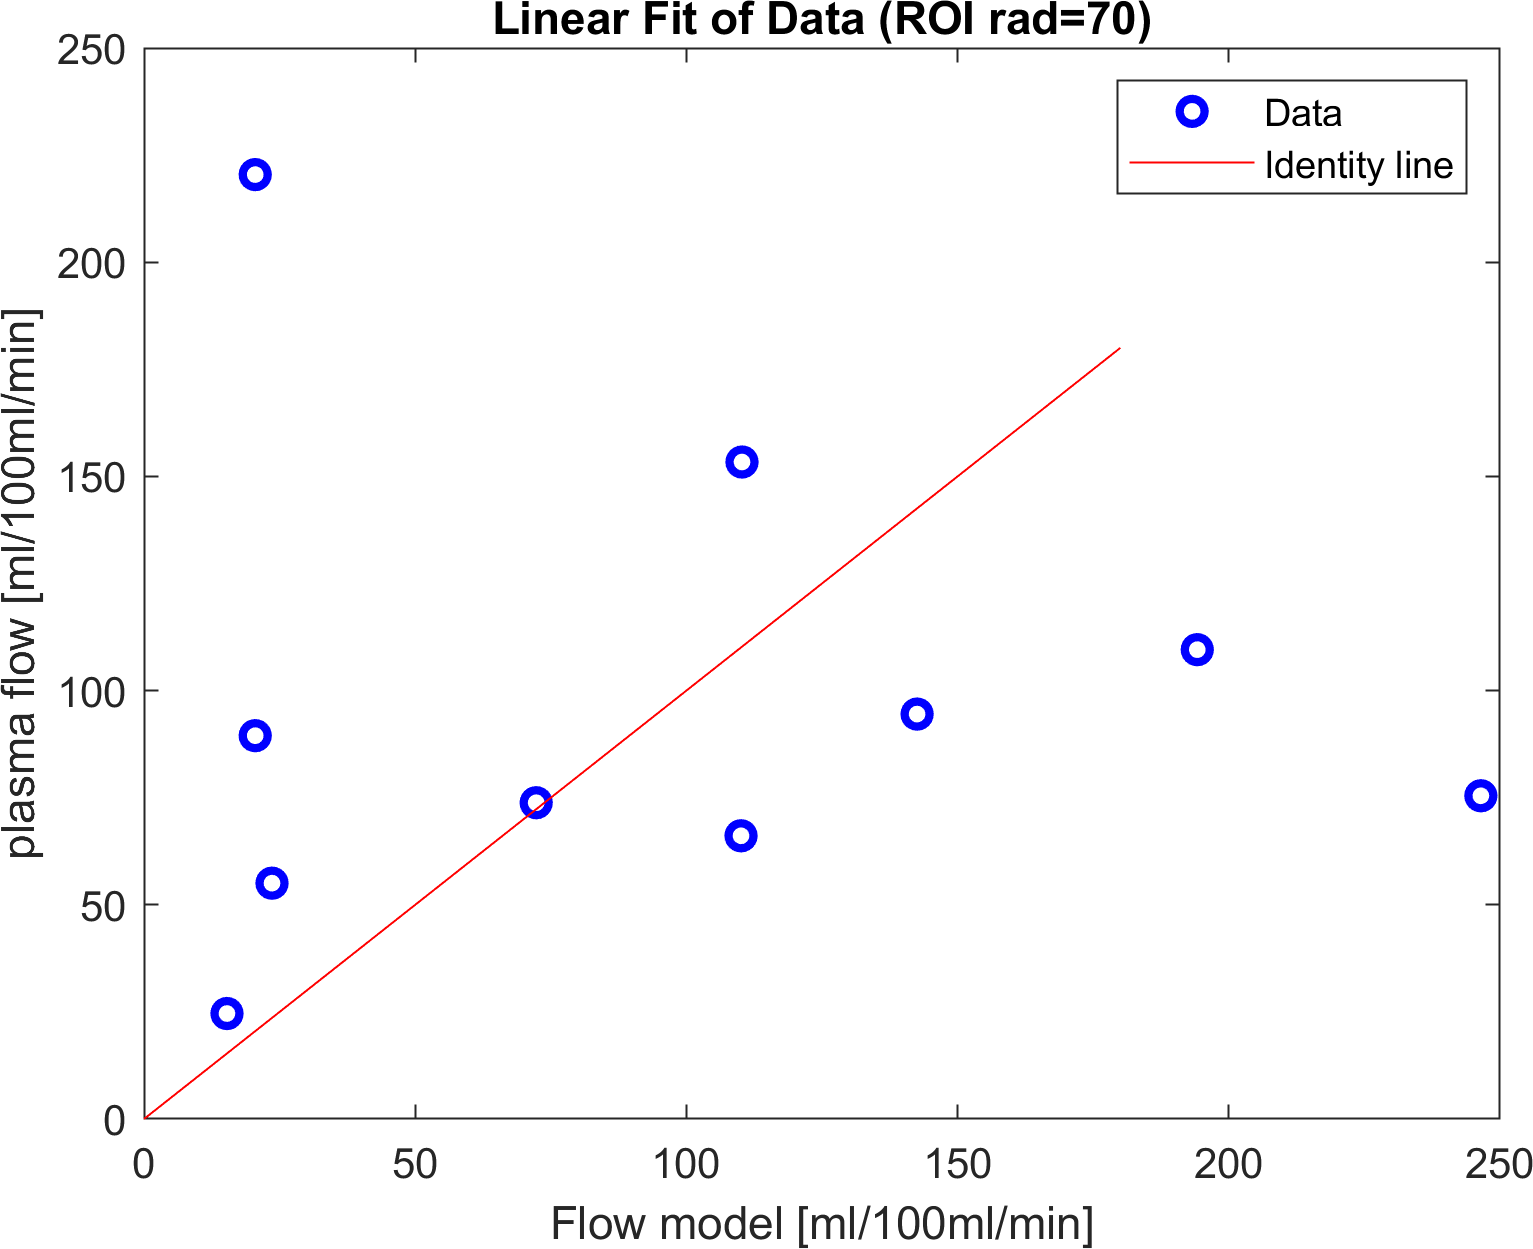 Linear Fit of Data (ROI rad=70)
250
200
150
100
50
0
plasma flow [ml/100ml/min]
Data
Identity line
0 50 100 150 200 250
Flow model [ml/100ml/min]